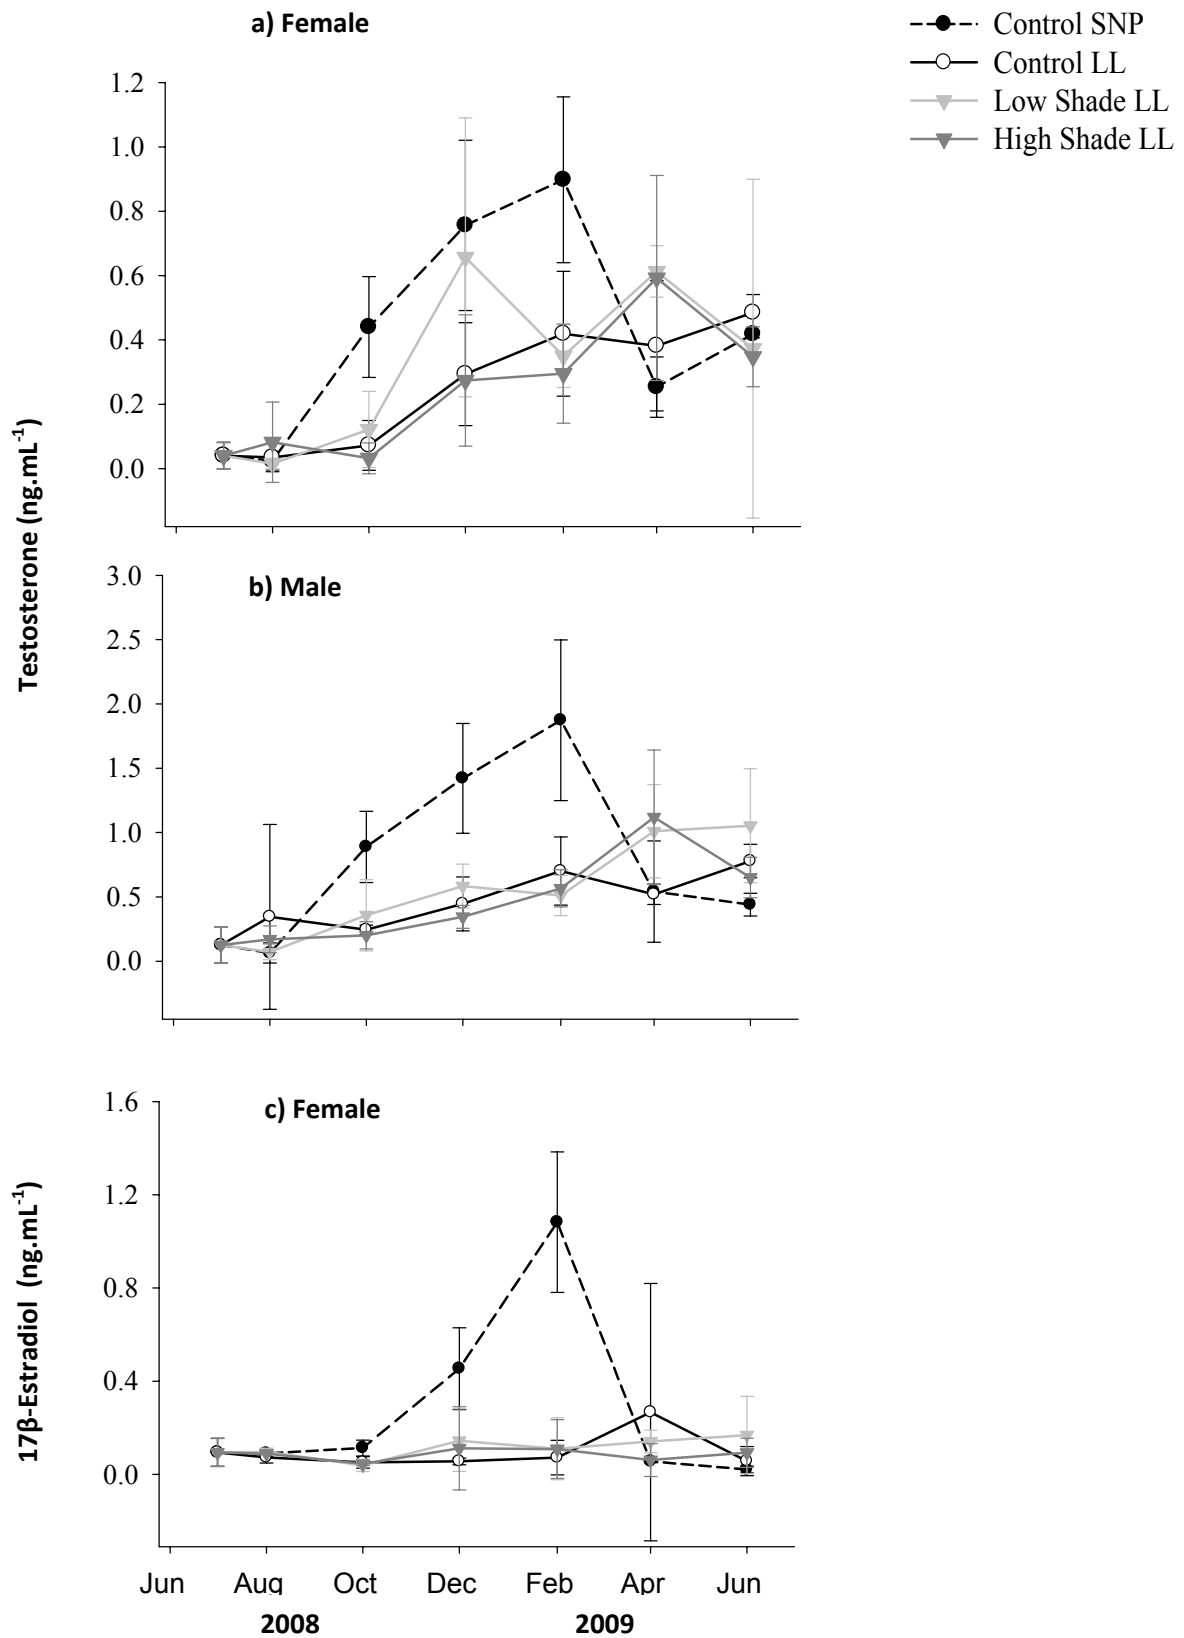 a) Female
Control SNP
Control LL
Low Shade LL
High Shade LL
1.2
1.0
0.8
0.6
0.4
0.2
0.0
Testosterone (ng.mL-1)
b) Male
3.0
2.5
2.0
1.5
1.0
0.5
0.0
c) Female
1.6
1.2
0.8
0.4
0.0
17β-Estradiol (ng.mL-1)
Jun Aug Oct Dec Feb Apr Jun
2008 2009